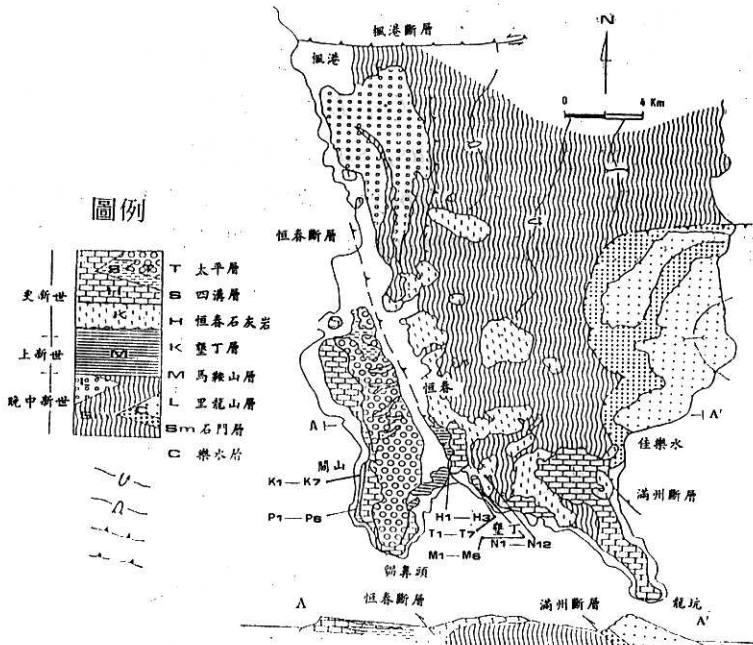 楓港斷層
楓港
N
0 4 Km
圖例
恒春斷層
更新世
上新世
晚中新世
T 太平層
S 四溝層
H 恒春石灰岩
K 墾丁層
M 馬鞍山層
L 里龍山層
Sm 石門層
C 樂水片
M
恒春
A
A'
佳樂水
關山
滿州斷層
K1—K7
P1—P6
H1—H3
T1—T7
墾丁
M1—M6
N1—N12
貓鼻頭
龍坑
A
恒春斷層
滿州斷層
A'